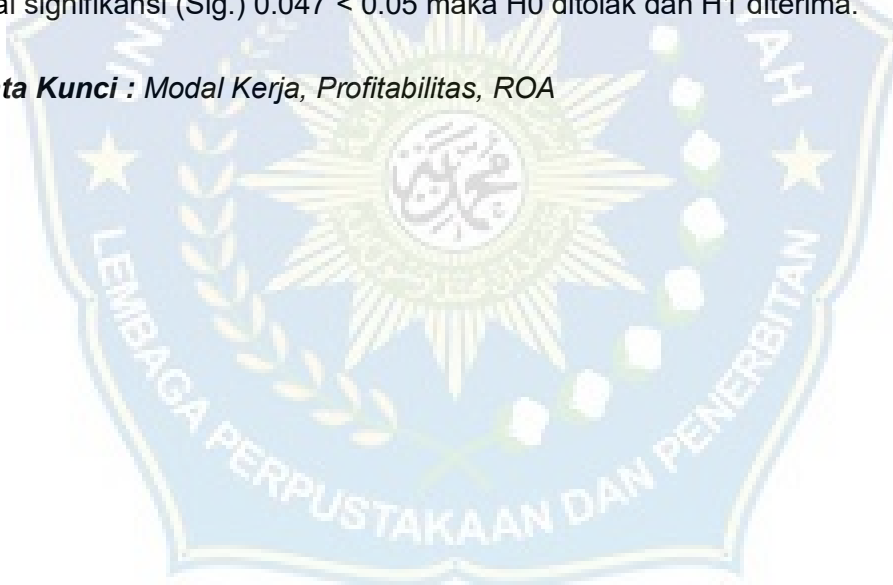 al signifikansi (Sig.) 0.047 < 0.05 maka H0 ditolak dan H1 diterima.
ta Kunci : Modal Kerja, Profitabilitas, ROA
LEMBAGA PERPUSTAKAAN DAN PENERBITAN